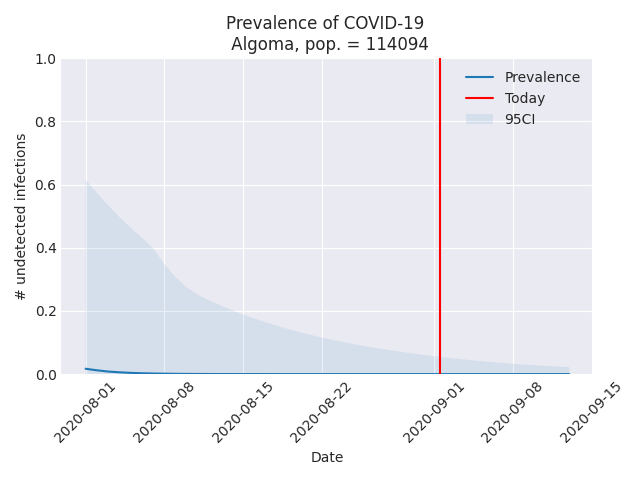 Prevalence of COVID-19
Algoma, pop. = 114094
1.0
0.8
0.6
0.4
0.2
0.0
# undetected infections
Prevalence
Today
95CI
2020-08-01
2020-08-08
2020-08-15
2020-08-22
2020-09-01
2020-09-08
2020-09-15
Date